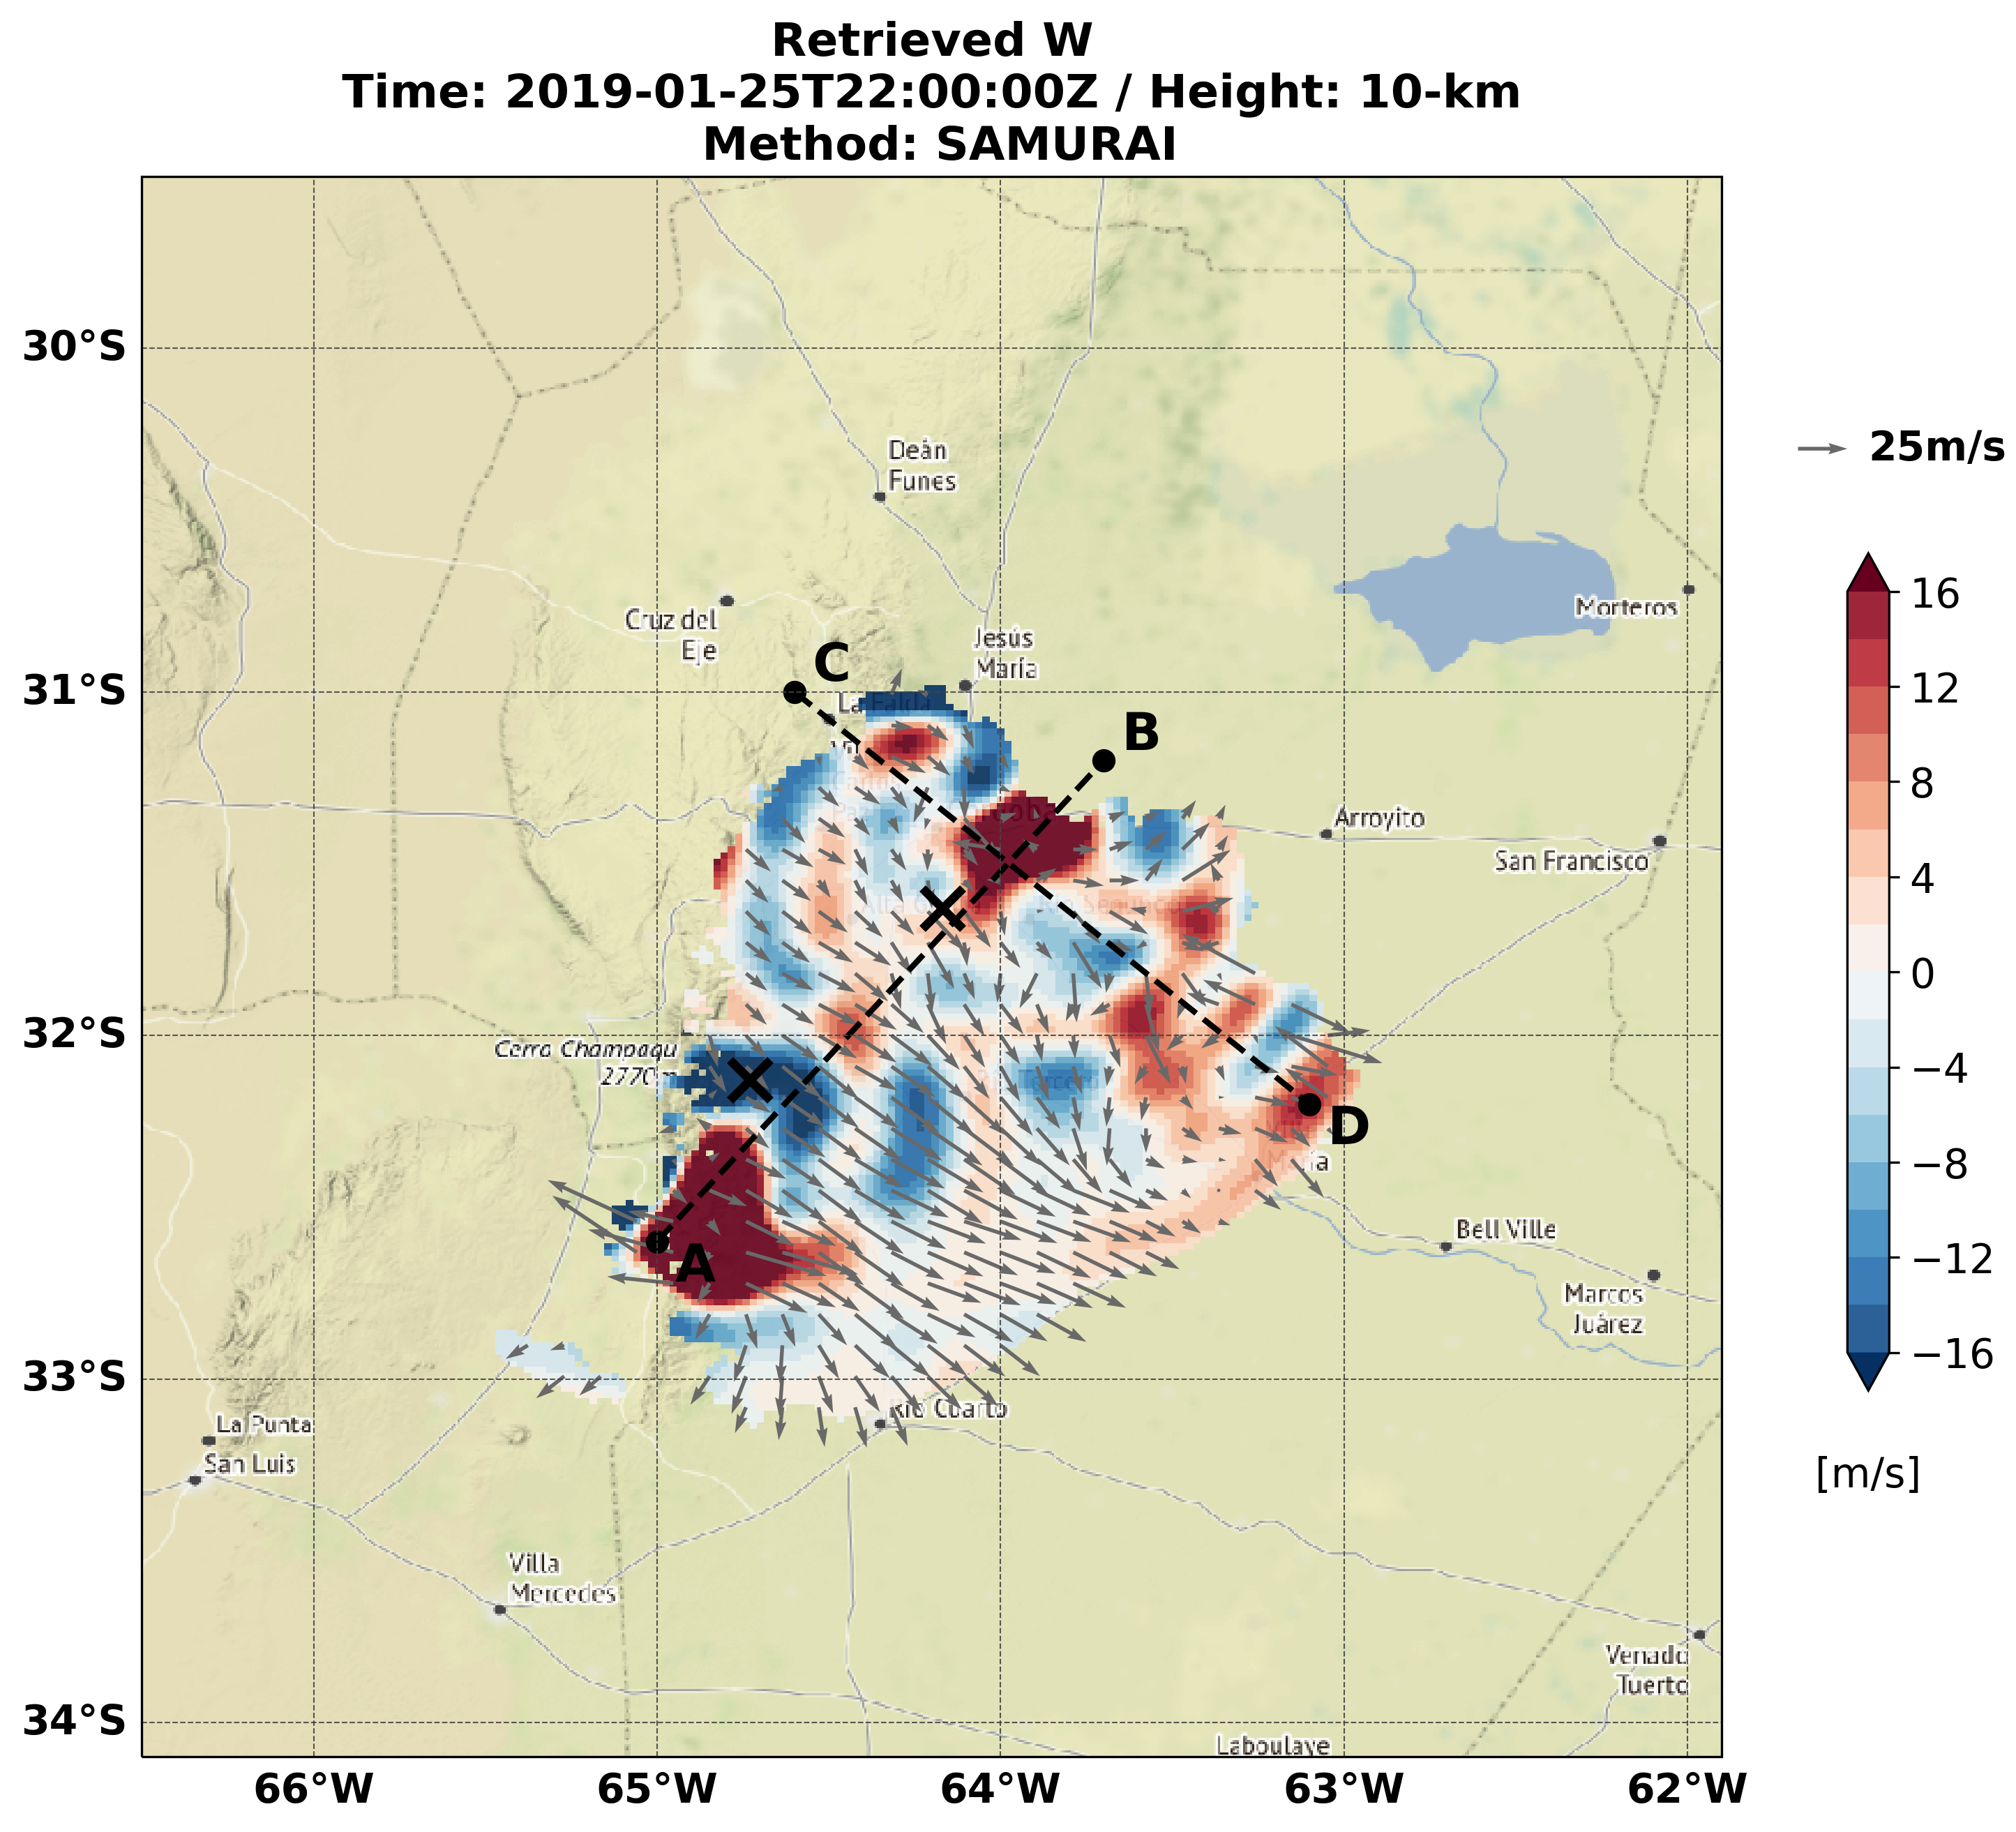 Retrieved W
Time: 2019-01-25T22:00:00Z / Height: 10-km
Method: SAMURAI
30°S
31°S
32°S
33°S
34°S
66°W
65°W
64°W
63°W
62°W
25m/s
16
12
8
4
0
−4
−8
−12
−16
[m/s]
Deán
Funes
Cruz del
Eje
Jesús
María
Morteros
C
La Falda
B
Arroyito
San Francisco
Cerro Champaquí
D
A
Bell Ville
Marcos
Juárez
La Punta
San Luis
Río Cuarto
Villa
Mercedes
Venado
Tuerto
Laboulaye